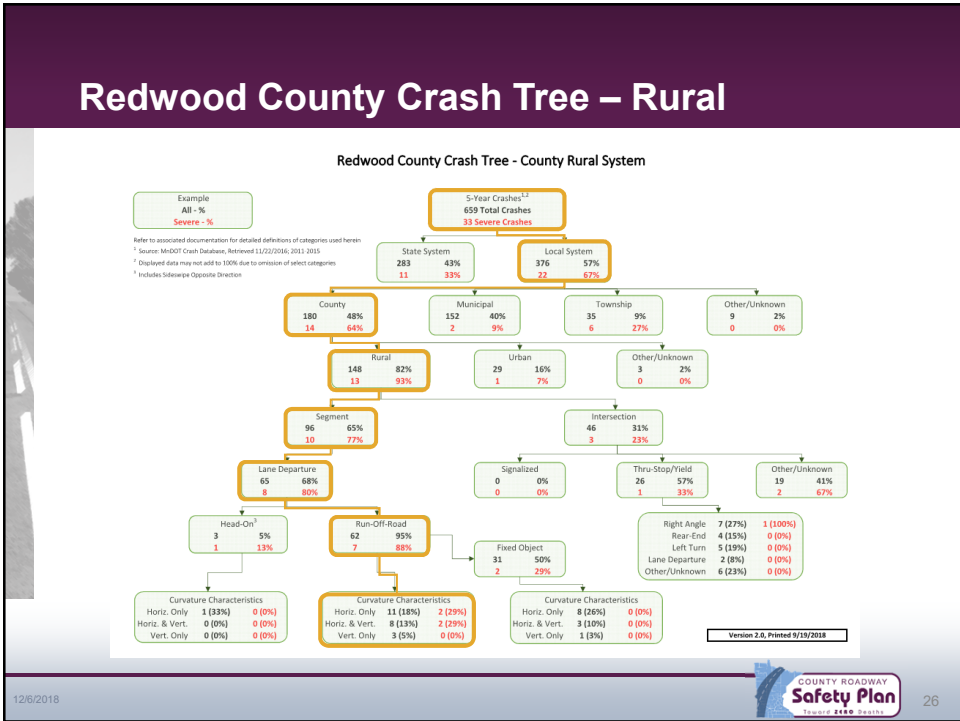 Redwood County Crash Tree – Rural
Redwood County Crash Tree - County Rural System
Example
All - %
Severe - %
Refer to associated documentation for detailed definitions of categories used herein
1 Source: MnDOT Crash Database, Retrieved 11/22/2016; 2011-2015
2 Displayed data may not add to 100% due to omission of select categories
3 Includes Sideswipe Opposite Direction
5-Year Crashes1,2
659 Total Crashes
33 Severe Crashes
State System
283 43%
11 33%
Local System
376 57%
22 67%
County
180 48%
14 64%
Municipal
152 40%
2 9%
Township
35 9%
6 27%
Other/Unknown
9 2%
0 0%
Rural
148 82%
13 93%
Urban
29 16%
1 7%
Other/Unknown
3 2%
0 0%
Segment
96 65%
10 77%
Intersection
46 31%
3 23%
Lane Departure
65 68%
8 80%
Signalized
0 0%
0 0%
Thru-Stop/Yield
26 57%
1 33%
Other/Unknown
19 41%
2 67%
Head-On3
3 5%
1 13%
Run-Off-Road
62 95%
7 88%
Fixed Object
31 50%
2 29%
Right Angle 7 (27%) 1 (100%)
Rear-End 4 (15%) 0 (0%)
Left Turn 5 (19%) 0 (0%)
Lane Departure 2 (8%) 0 (0%)
Other/Unknown 6 (23%) 0 (0%)
Curvature Characteristics
Horiz. Only 1 (33%) 0 (0%)
Horiz. & Vert. 0 (0%) 0 (0%)
Vert. Only 0 (0%) 0 (0%)
Curvature Characteristics
Horiz. Only 11 (18%) 2 (29%)
Horiz. & Vert. 8 (13%) 2 (29%)
Vert. Only 3 (5%) 0 (0%)
Curvature Characteristics
Horiz. Only 8 (26%) 0 (0%)
Horiz. & Vert. 3 (10%) 0 (0%)
Vert. Only 1 (3%) 0 (0%)
Version 2.0, Printed 9/19/2018
12/6/2018
COUNTY ROADWAY
Safety Plan
Toward ZERO Deaths
26